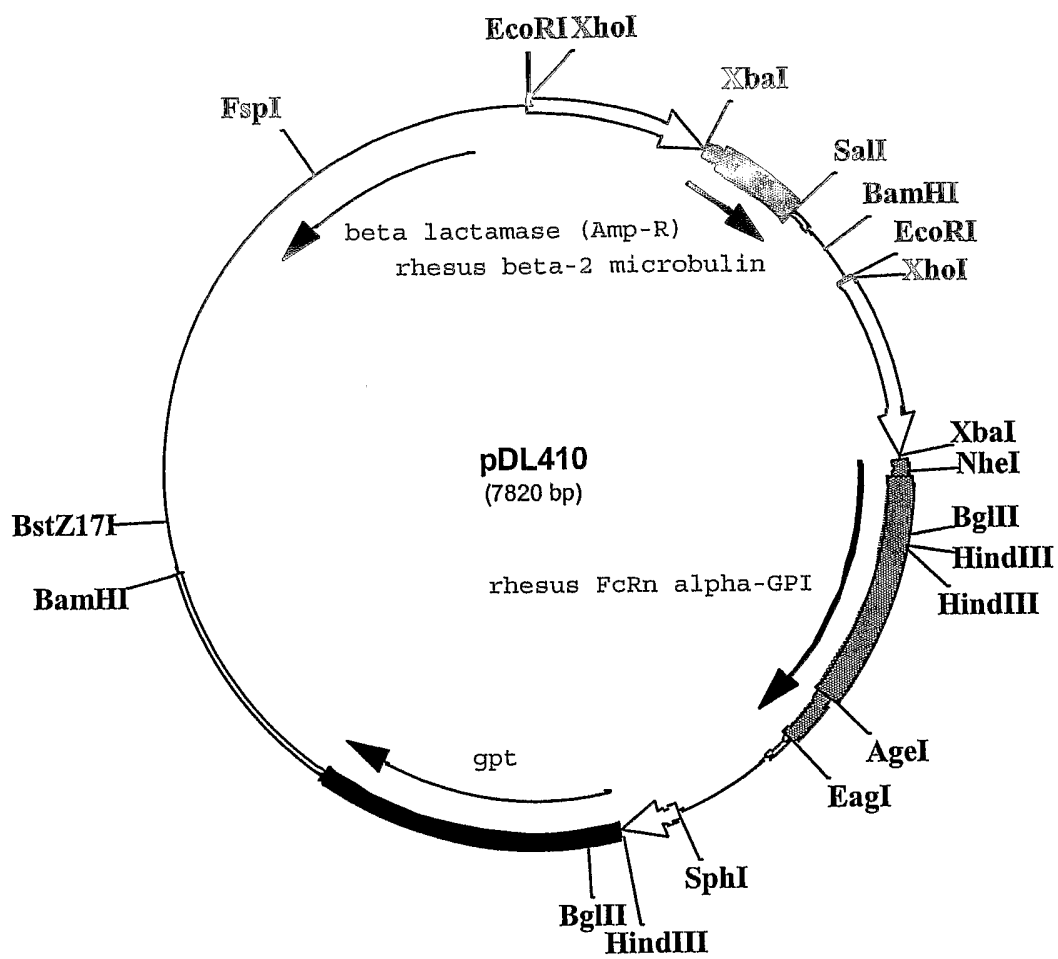 EcoRI XhoI
XbaI
FspI
SalI
BamHI
beta lactamase (Amp-R)
EcoRI
rhesus beta-2 microbulin
XhoI
XbaI
pDL410
NheI
(7820 bp)
BglII
BstZ17I
HindIII
rhesus FcRn alpha-GPI
BamHI
HindIII
AgeI
gpt
EagI
SphI
BglII
HindIII